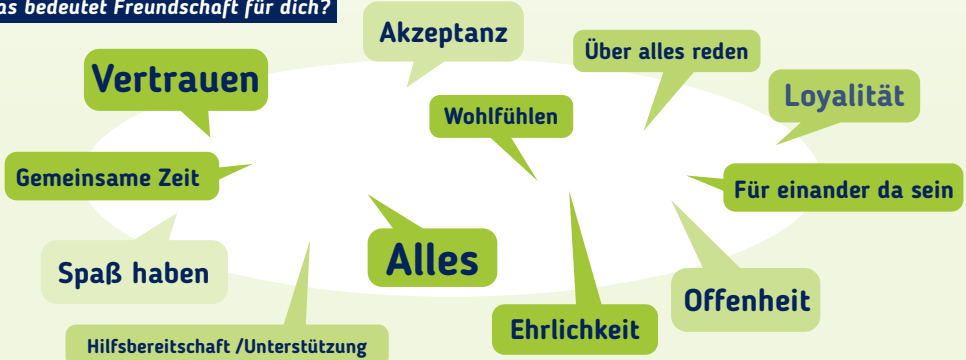 as bedeutet Freundschaft für dich?
Akzeptanz
Über alles reden
Vertrauen
Loyalität
Wohlfühlen
Gemeinsame Zeit
Für einander da sein
Alles
Spaß haben
Offenheit
Ehrlichkeit
Hilfsbereitschaft /Unterstützung